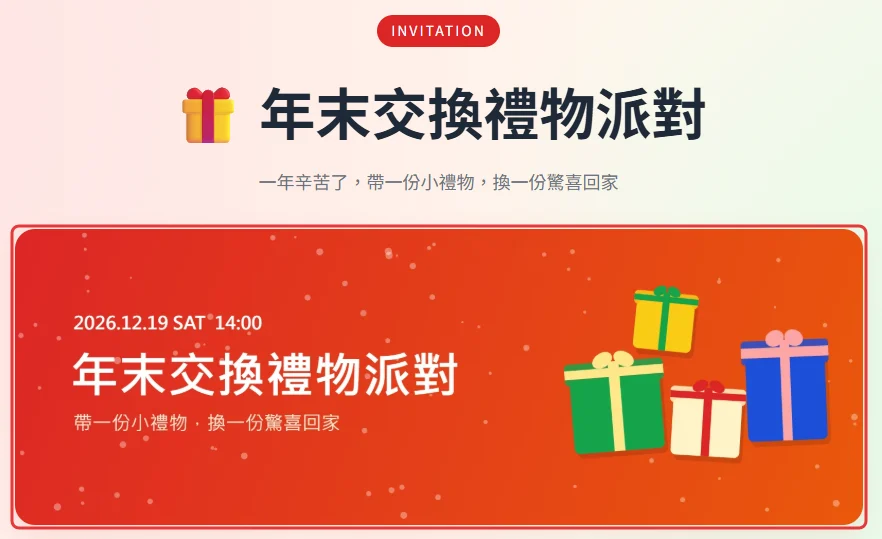 INVITATION
年末交換禮物派對
一年辛苦了，帶一份小禮物，換一份驚喜回家
2026.12.19 SAT 14:00
年末交換禮物派對
帶一份小禮物，換一份驚喜回家